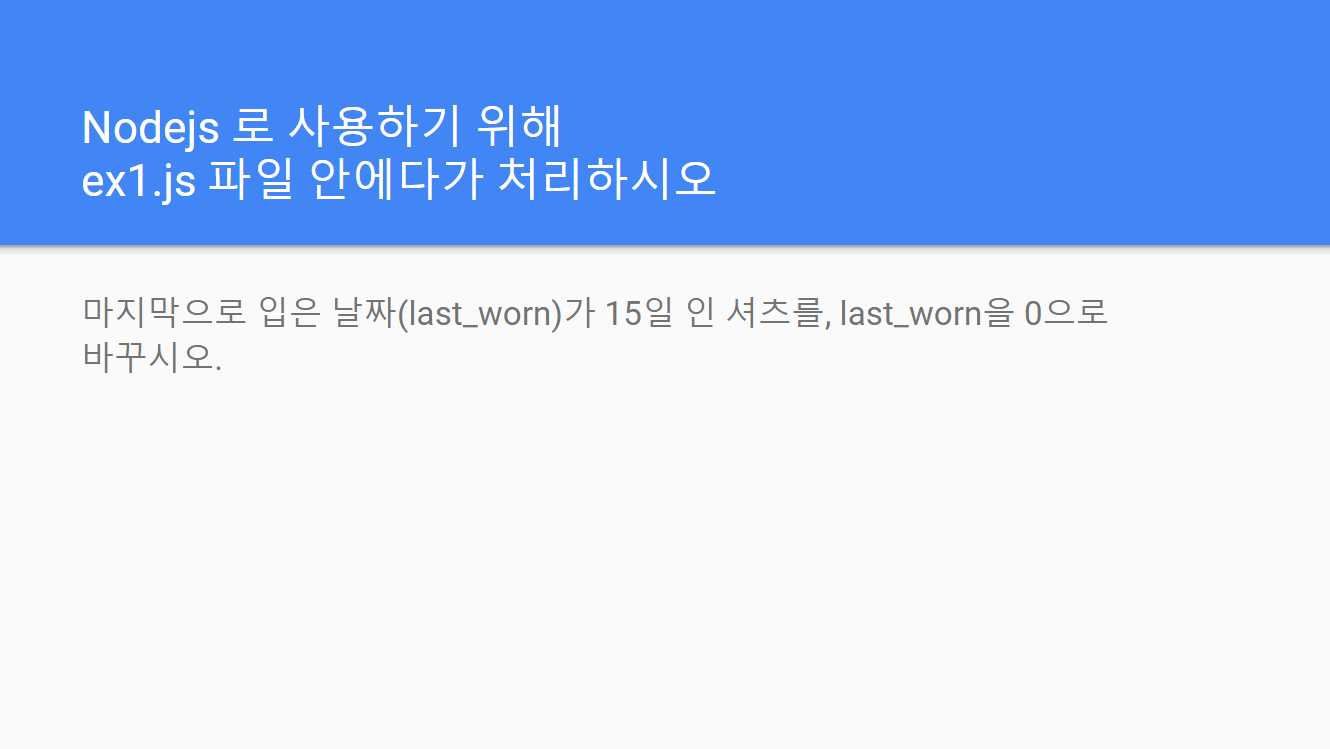 Nodejs 로 사용하기 위해
ex1.js 파일 안에다가 처리하시오
마지막으로 입은 날짜(last_worn)가 15일 인 셔츠를, last_worn을 0으로
바꾸시오.